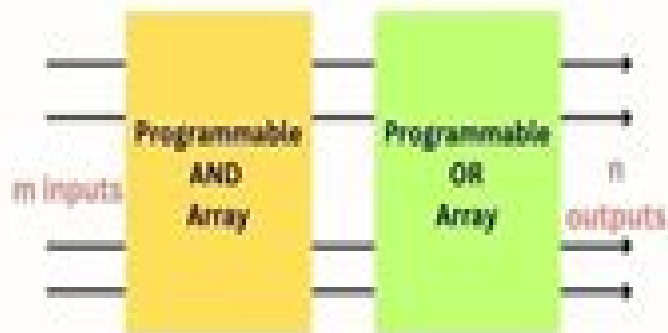 m inputs
Programmable
AND
Array
Programmable
OR
Array
n
outputs